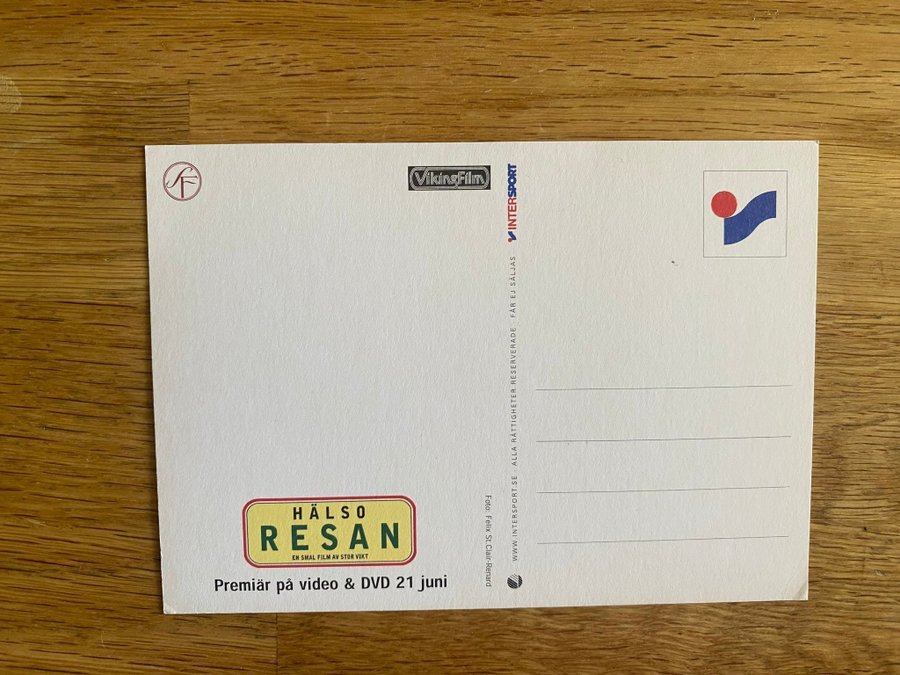 SF
VikingFilm
HÄLSO
RESAN
EN SMAL FILM AV STOR VIKT
Premiär på video & DVD 21 juni
Foto: Felix St.Clair-Renard
INTERSPORT
WWW.INTERSPORT.SE · ALLA RÄTTIGHETER RESERVERADE · FÅR EJ SÄLJAS